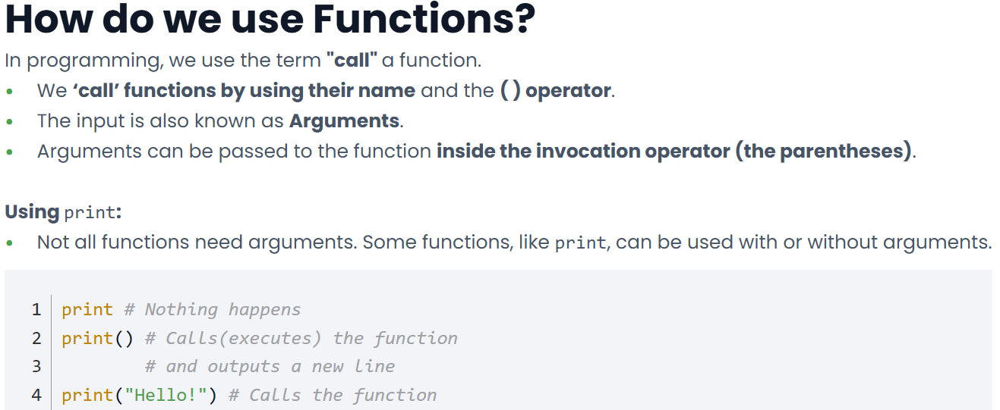 How do we use Functions?
In programming, we use the term "call" a function.
• We ‘call’ functions by using their name and the ( ) operator.
• The input is also known as Arguments.
• Arguments can be passed to the function inside the invocation operator (the parentheses).
Using print:
• Not all functions need arguments. Some functions, like print, can be used with or without arguments.
1 print # Nothing happens
2 print() # Calls(executes) the function
3 # and outputs a new line
4 print("Hello!") # Calls the function